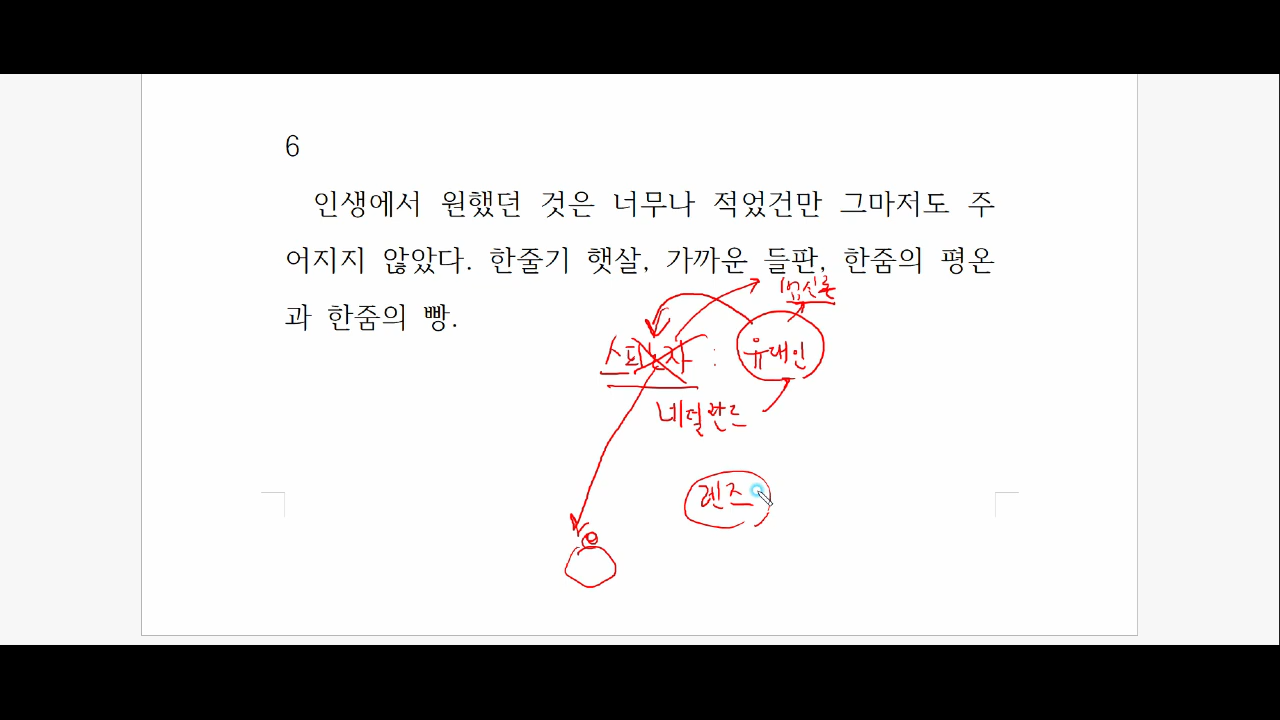 6
인생에서 원했던 것은 너무나 적었건만 그마저도 주
어지지 않았다. 한줄기 햇살, 가까운 들판, 한줌의 평온
과 한줌의 빵.
범신론
스피노자 : 유대인
네덜란드
렌즈